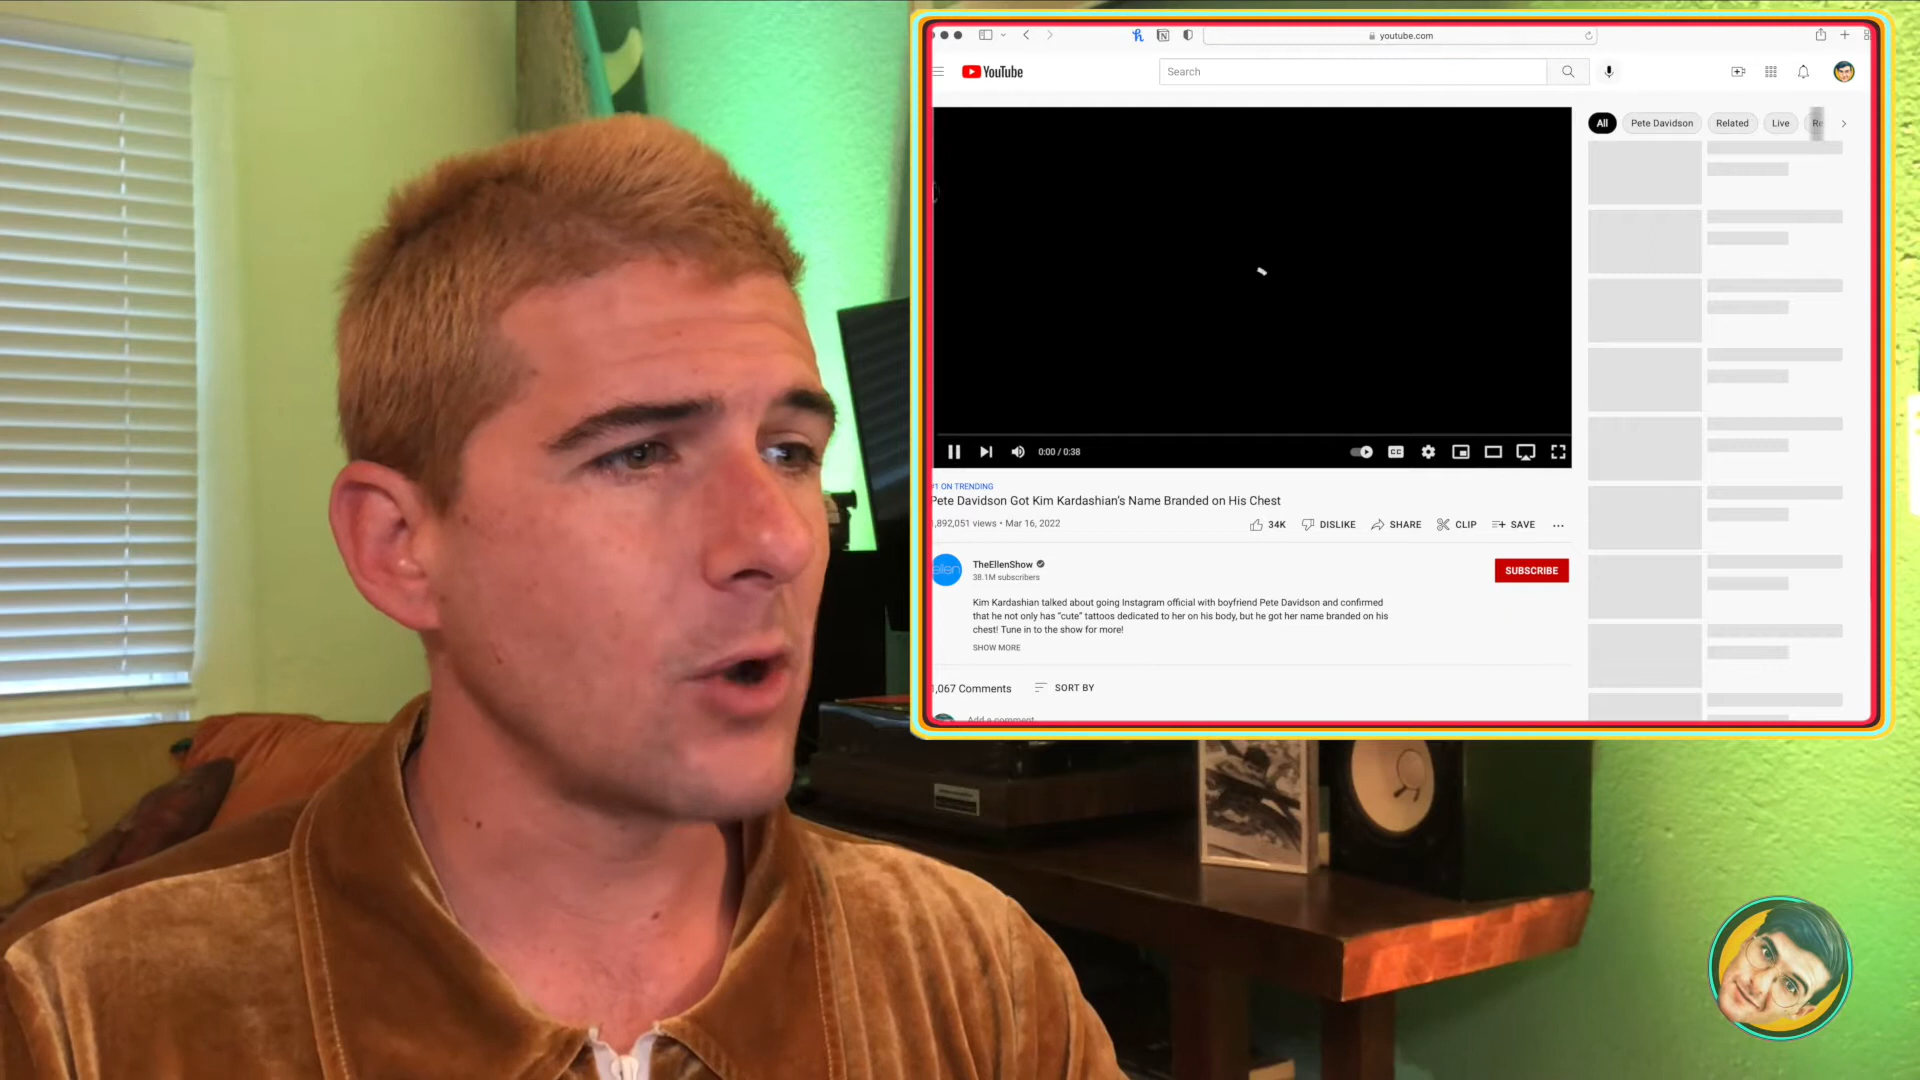 youtube.com
YouTube
Search
All
Pete Davidson
Related
Live
0:00 / 0:38
#1 ON TRENDING
Pete Davidson Got Kim Kardashian's Name Branded on His Chest
,892,051 views • Mar 16, 2022
34K
DISLIKE
SHARE
CLIP
SAVE
ellen
TheEllenShow
38.1M subscribers
SUBSCRIBE
Kim Kardashian talked about going Instagram official with boyfriend Pete Davidson and confirmed
that he not only has "cute" tattoos dedicated to her on his body, but he got her name branded on his
chest! Tune in to the show for more!
SHOW MORE
,067 Comments
SORT BY
Add a comment